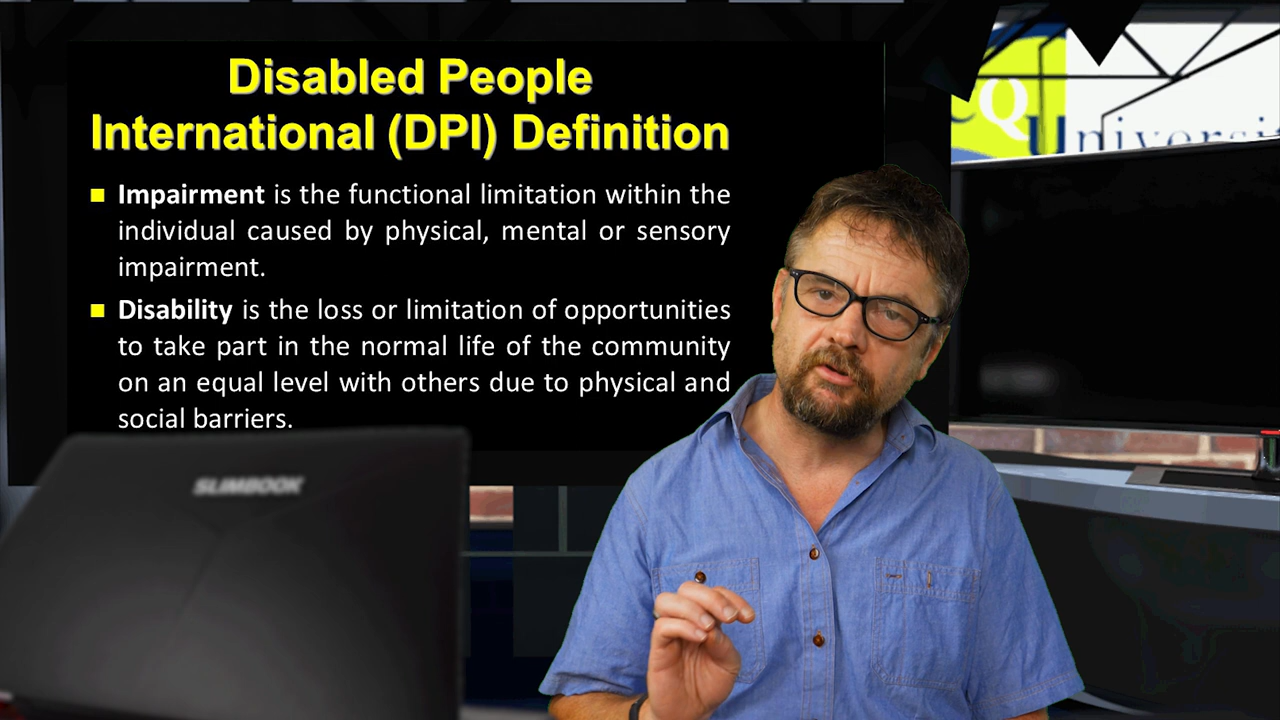 Disabled People
International (DPI) Definition
Impairment is the functional limitation within the
individual caused by physical, mental or sensory
impairment.
Disability is the loss or limitation of opportunities
to take part in the normal life of the community
on an equal level with others due to physical and
social barriers.
SLIMBOOK
CQ
Universi